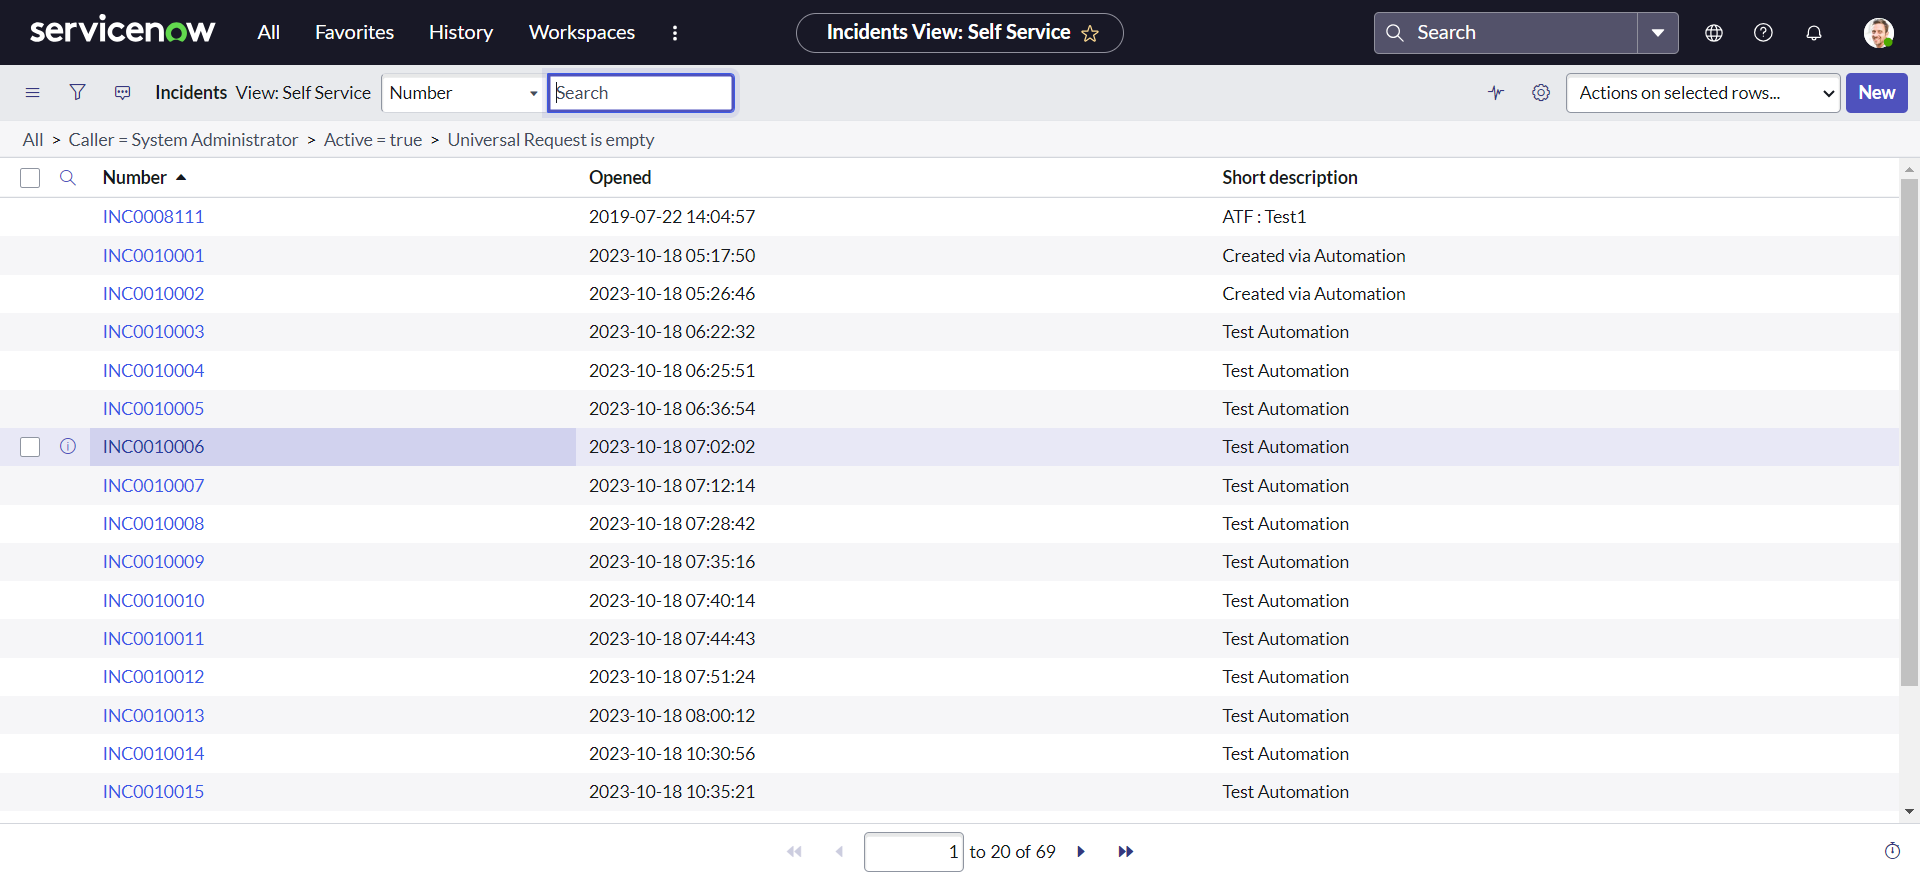 servicenow All Favorites History Workspaces Incidents View: Self Service Search
Incidents View: Self Service Number Search Actions on selected rows... New
All > Caller = System Administrator > Active = true > Universal Request is empty
Number Opened Short description
INC0008111 2019-07-22 14:04:57 ATF : Test1
INC0010001 2023-10-18 05:17:50 Created via Automation
INC0010002 2023-10-18 05:26:46 Created via Automation
INC0010003 2023-10-18 06:22:32 Test Automation
INC0010004 2023-10-18 06:25:51 Test Automation
INC0010005 2023-10-18 06:36:54 Test Automation
INC0010006 2023-10-18 07:02:02 Test Automation
INC0010007 2023-10-18 07:12:14 Test Automation
INC0010008 2023-10-18 07:28:42 Test Automation
INC0010009 2023-10-18 07:35:16 Test Automation
INC0010010 2023-10-18 07:40:14 Test Automation
INC0010011 2023-10-18 07:44:43 Test Automation
INC0010012 2023-10-18 07:51:24 Test Automation
INC0010013 2023-10-18 08:00:12 Test Automation
INC0010014 2023-10-18 10:30:56 Test Automation
INC0010015 2023-10-18 10:35:21 Test Automation
1 to 20 of 69